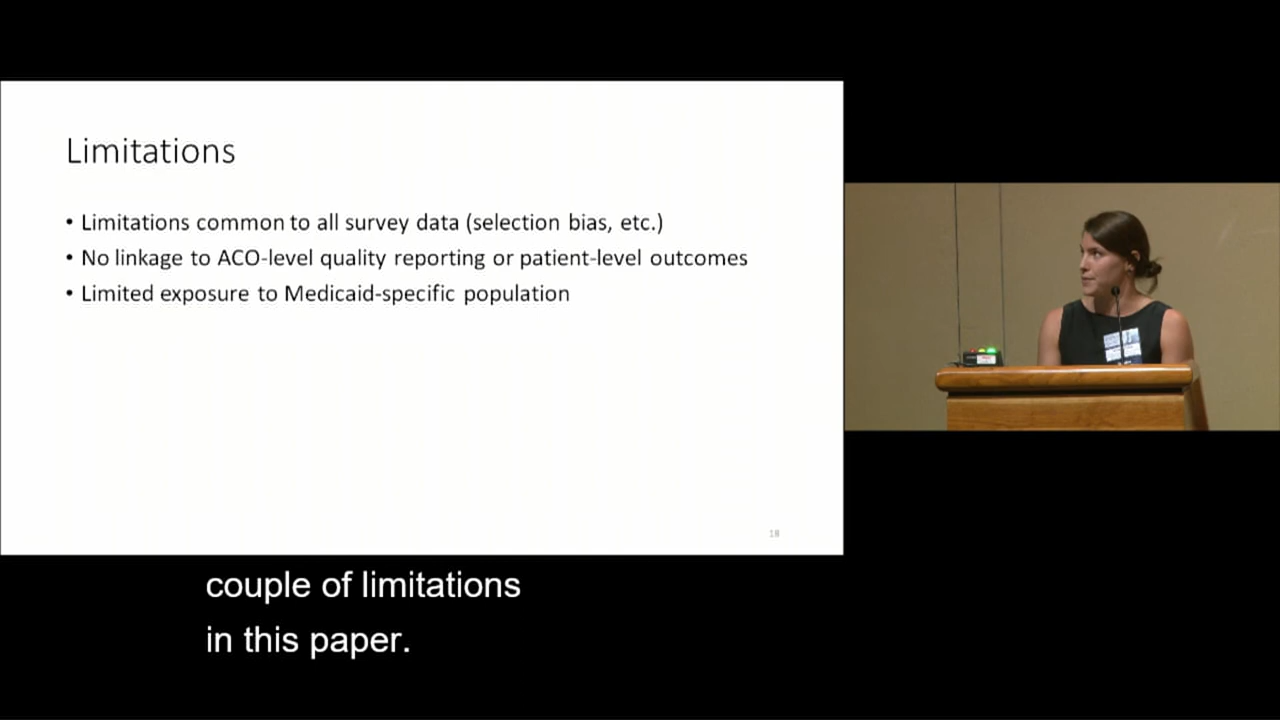 Limitations
• Limitations common to all survey data (selection bias, etc.)
• No linkage to ACO-level quality reporting or patient-level outcomes
• Limited exposure to Medicaid-specific population
18
couple of limitations
in this paper.